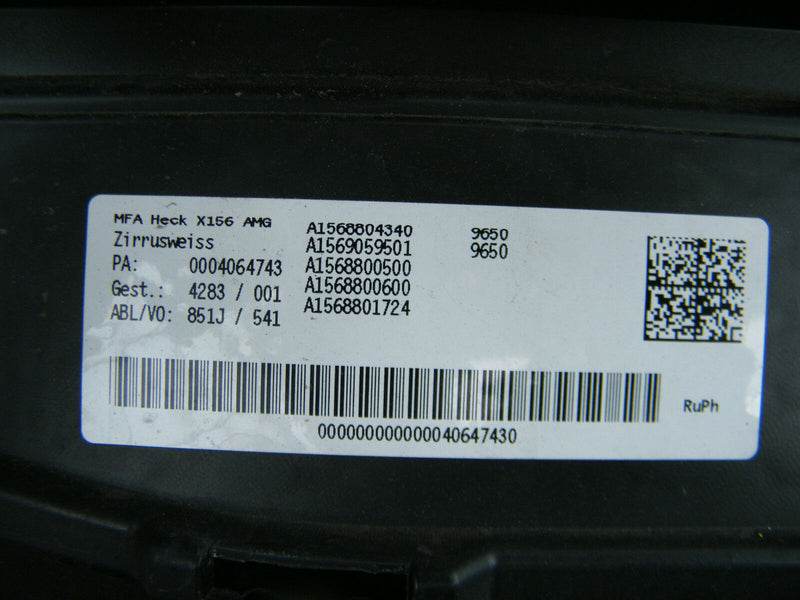 MFA Heck X156 AMG A1568804340 9650
Zirrusweiss A1569059501 9650
PA: 0004064743 A1568800500
Gest.: 4283 / 001 A1568800600
ABL/VO: 851J / 541 A1568801724
RuPh
000000000000040647430